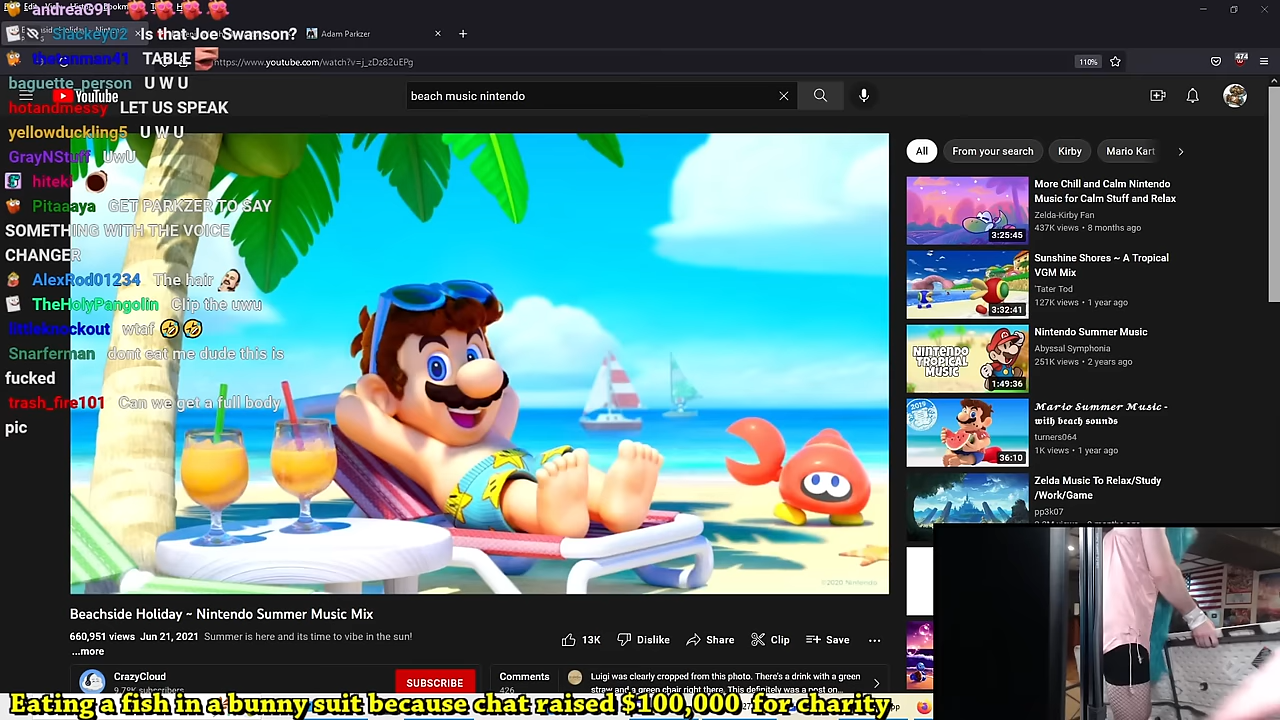 andreaG91
Slackey02 Is that Joe Swanson?
Adam Parkzer
thetanman41 TABLE
https://www.youtube.com/watch?v=j_zDz82uEPg
110%
baguette_person U W U
YouTube
beach music nintendo
hotandmessy LET US SPEAK
yellowduckling5 U W U
GrayNStuff UwU
hitekl
Pitaaaya GET PARKZER TO SAY
SOMETHING WITH THE VOICE
CHANGER
AlexRod01234 The hair
TheHolyPangolin Clip the uwu
littleknockout wtaf
Snarferman dont eat me dude this is
fucked
trash_fire101 Can we get a full body
pic
©2020 Nintendo
All
From your search
Kirby
Mario Kart
More Chill and Calm Nintendo
Music for Calm Stuff and Relax
Zelda-Kirby Fan
437K views • 8 months ago
3:25:45
Sunshine Shores ~ A Tropical
VGM Mix
Tater Tod
127K views • 1 year ago
3:32:41
Nintendo Summer Music
Abyssal Symphonia
251K views • 2 years ago
NINTENDO
TROPICAL
MUSIC
1:49:36
Mario Summer Music -
with beach sounds
turners064
1K views • 1 year ago
2019
36:10
Zelda Music To Relax/Study
/Work/Game
pp3k07
Beachside Holiday ~ Nintendo Summer Music Mix
660,951 views Jun 21, 2021 Summer is here and its time to vibe in the sun!
...more
13K
Dislike
Share
Clip
Save
CrazyCloud
9.78K subscribers
SUBSCRIBE
Comments
426
Luigi was clearly cropped from this photo. There's a drink with a green
straw and a green chair right there. This definitely was a post on...
Eating a fish in a bunny suit because chat raised $100,000 for charity